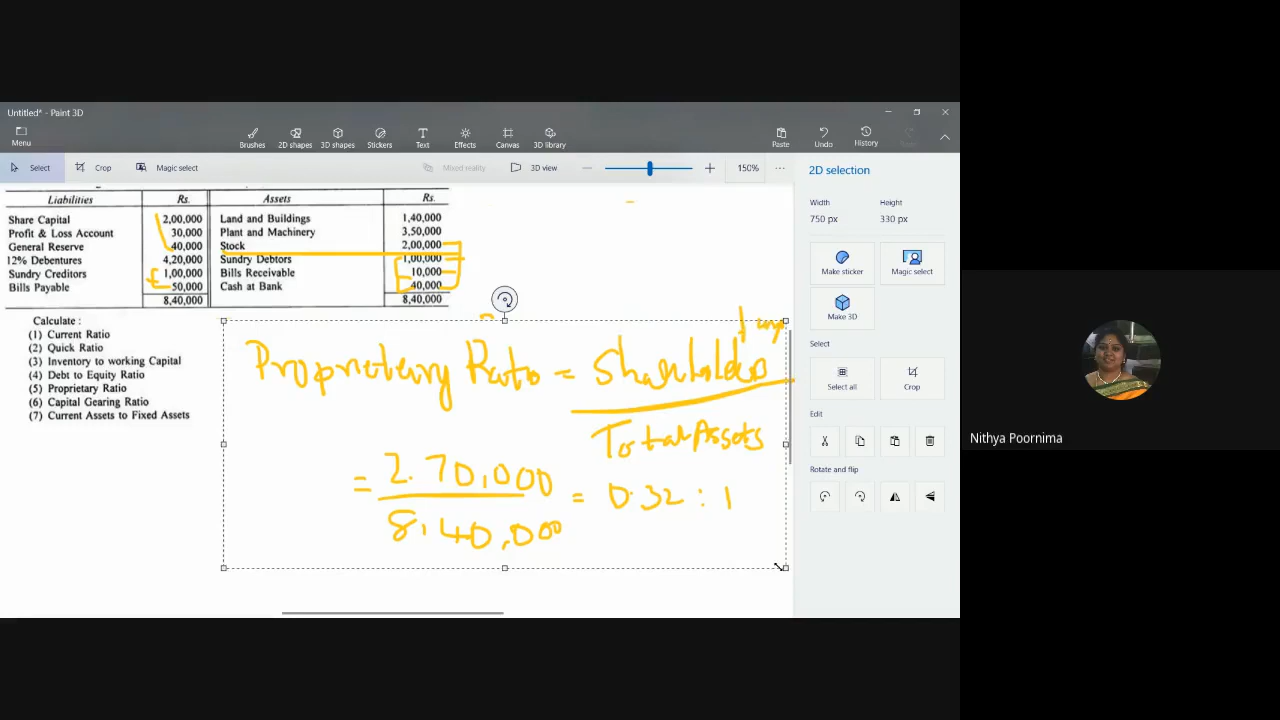 Untitled* - Paint 3D
Menu
Brushes 2D shapes 3D shapes Stickers Text Effects Canvas 3D library Paste Undo History
Select Crop Magic select Mixed reality 3D view 150%
2D selection
Width Height
750 px 330 px
Make sticker Magic select
Make 3D
Select
Select all Crop
Edit
Rotate and flip
Liabilities Rs. Assets Rs.
Share Capital 2,00,000 Land and Buildings 1,40,000
Profit & Loss Account 30,000 Plant and Machinery 3,50,000
General Reserve 40,000 Stock 2,00,000
12% Debentures 4,20,000 Sundry Debtors 1,00,000
Sundry Creditors 1,00,000 Bills Receivable 10,000
Bills Payable 50,000 Cash at Bank 40,000
8,40,000 8,40,000
Calculate :
(1) Current Ratio
(2) Quick Ratio
(3) Inventory to working Capital
(4) Debt to Equity Ratio
(5) Proprietary Ratio
(6) Capital Gearing Ratio
(7) Current Assets to Fixed Assets
Proprietary Ratio = Shareholders
Total Assets
= 2.70,000
8,40,000
= 0.32 : 1
Nithya Poornima